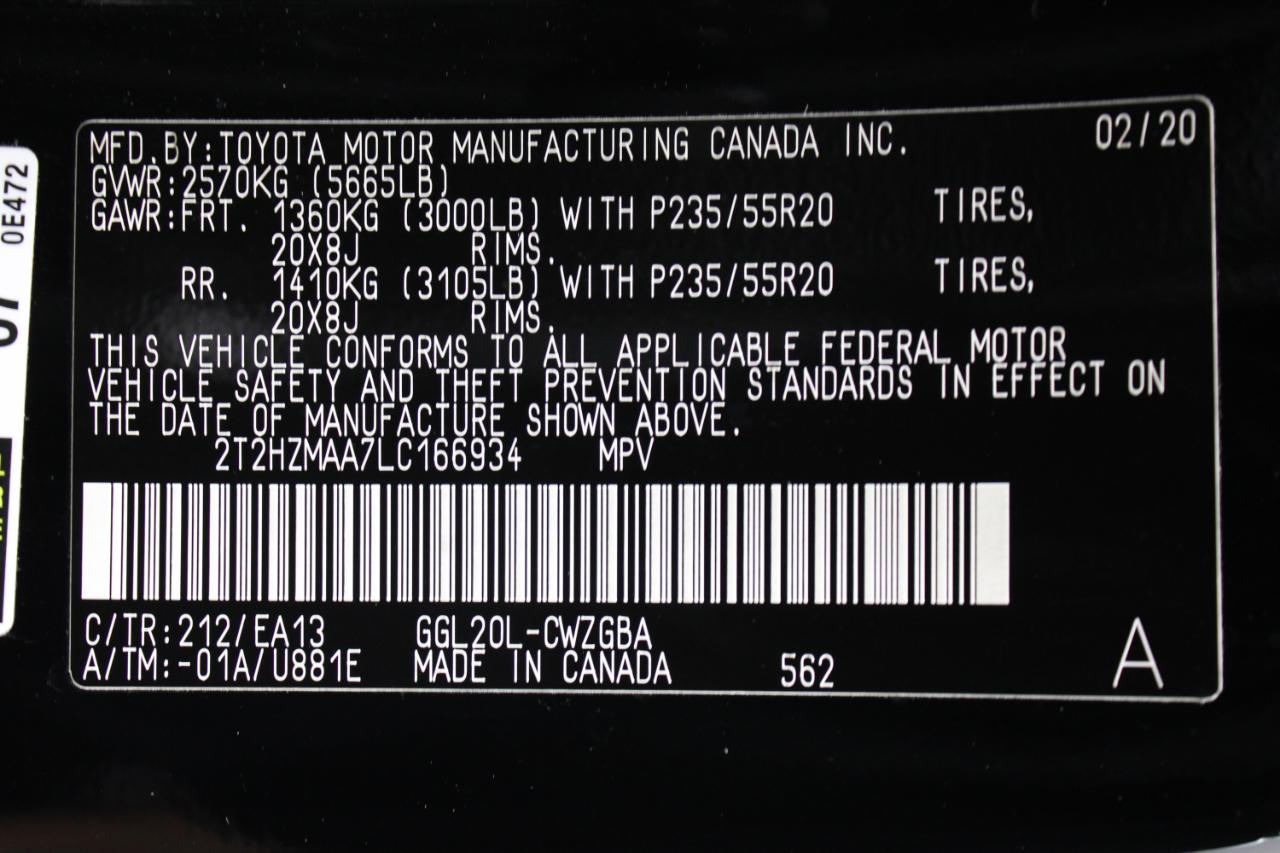 MFD.BY:TOYOTA MOTOR MANUFACTURING CANADA INC. 02/20
GVWR:2570KG (5665LB)
GAWR:FRT. 1360KG (3000LB) WITH P235/55R20 TIRES,
20X8J RIMS.
RR. 1410KG (3105LB) WITH P235/55R20 TIRES,
20X8J RIMS.
THIS VEHICLE CONFORMS TO ALL APPLICABLE FEDERAL MOTOR
VEHICLE SAFETY AND THEFT PREVENTION STANDARDS IN EFFECT ON
THE DATE OF MANUFACTURE SHOWN ABOVE.
2T2HZMAA7LC166934 MPV
C/TR:212/EA13 GGL20L-CWZGBA
A/TM:-01A/U881E MADE IN CANADA 562 A
0E472